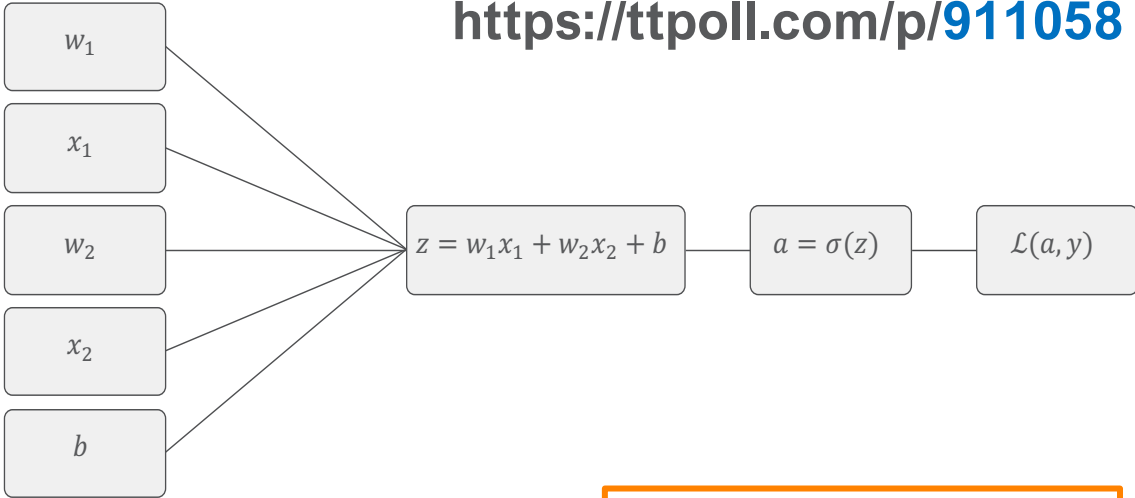 https://ttpoll.com/p/911058
w₁
x₁
w₂
x₂
b
z = w₁x₁ + w₂x₂ + b
a = σ(z)
ℒ(a, y)